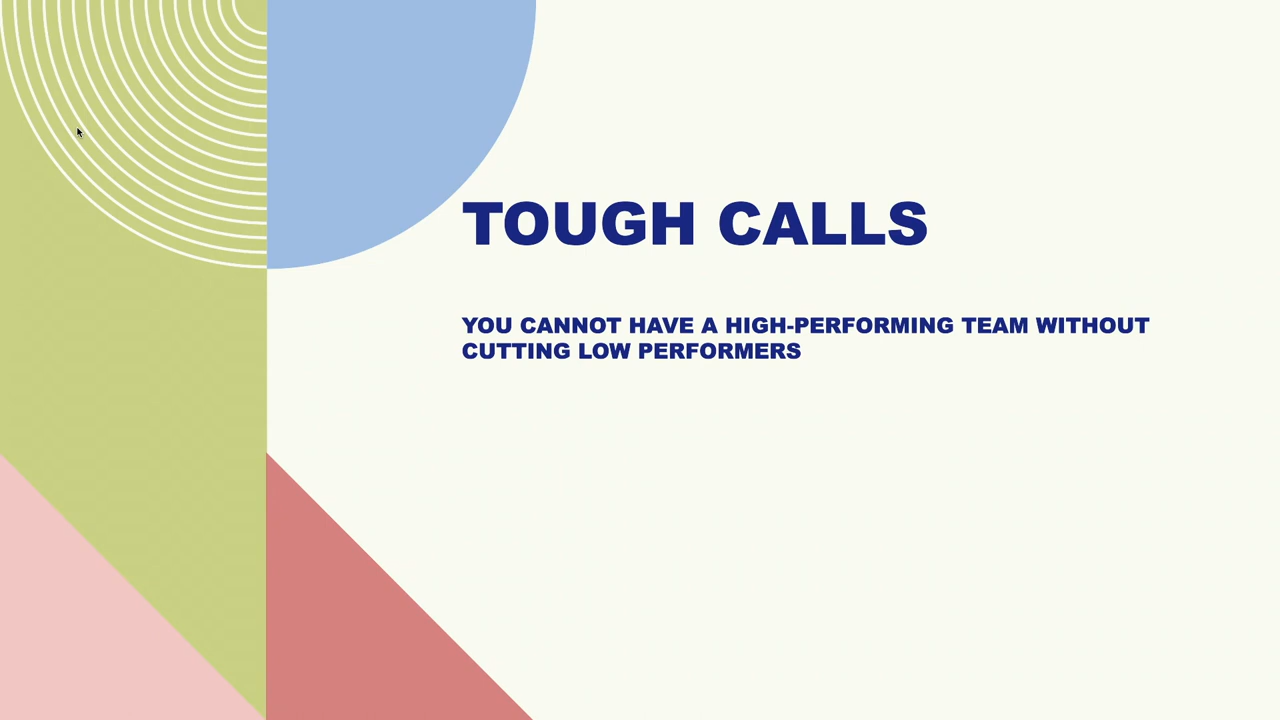 TOUGH CALLS
YOU CANNOT HAVE A HIGH-PERFORMING TEAM WITHOUT
CUTTING LOW PERFORMERS